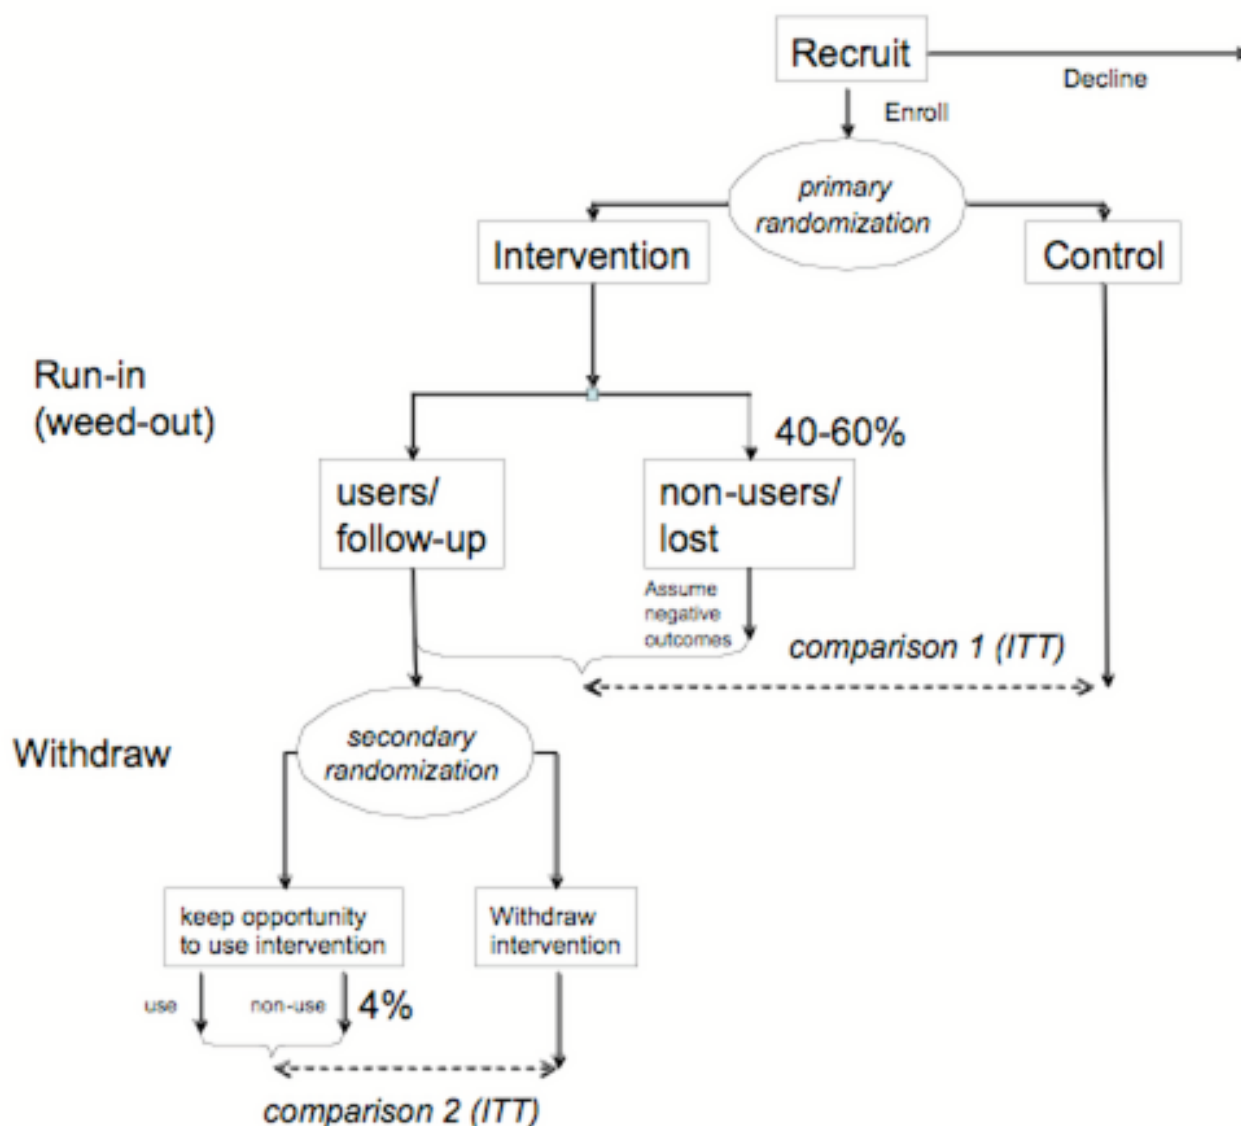 Recruit
Decline
Enroll
primary
randomization
Intervention
Control
Run-in
(weed-out)
40-60%
users/
follow-up
non-users/
lost
Assume
negative
outcomes
comparison 1 (ITT)
Withdraw
secondary
randomization
keep opportunity
to use intervention
Withdraw
intervention
use
non-use
4%
comparison 2 (ITT)